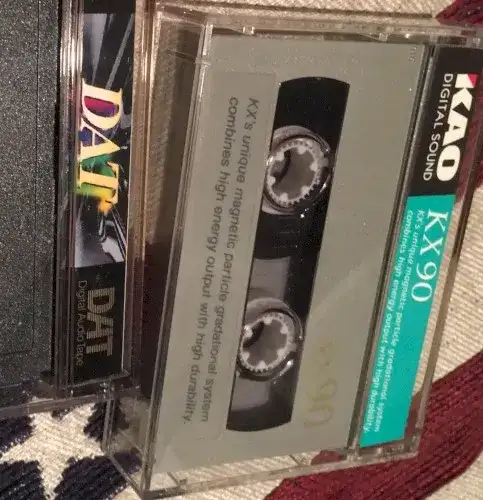 DAT
DAT
Digital Audio Tape
KX's unique magnetic particle gradational system
combines high energy output with high durability.
90
KAO
DIGITAL SOUND
KX90
KX's unique magnetic particle gradational system
combines high energy output with high durability.